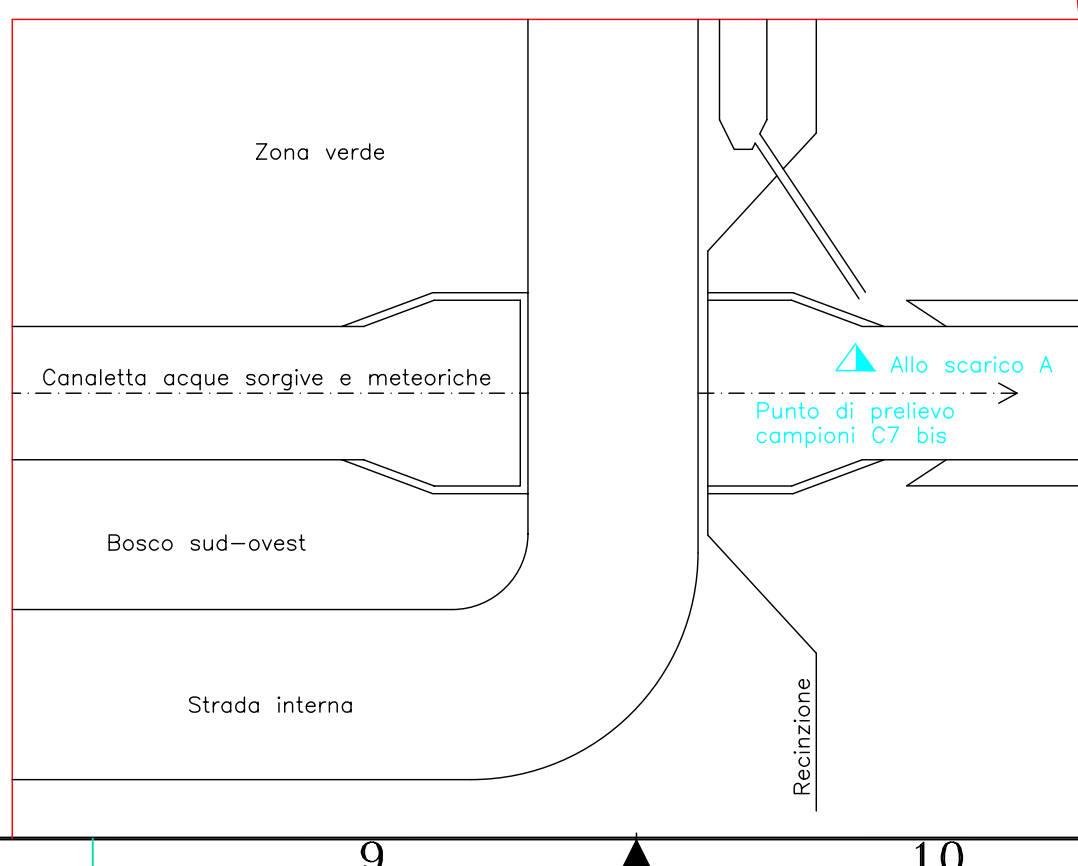 Zona verde
Canaletta acque sorgive e meteoriche
Allo scarico A
Punto di prelievo
campioni C7 bis
Bosco sud-ovest
Strada interna
Recinzione
9
10